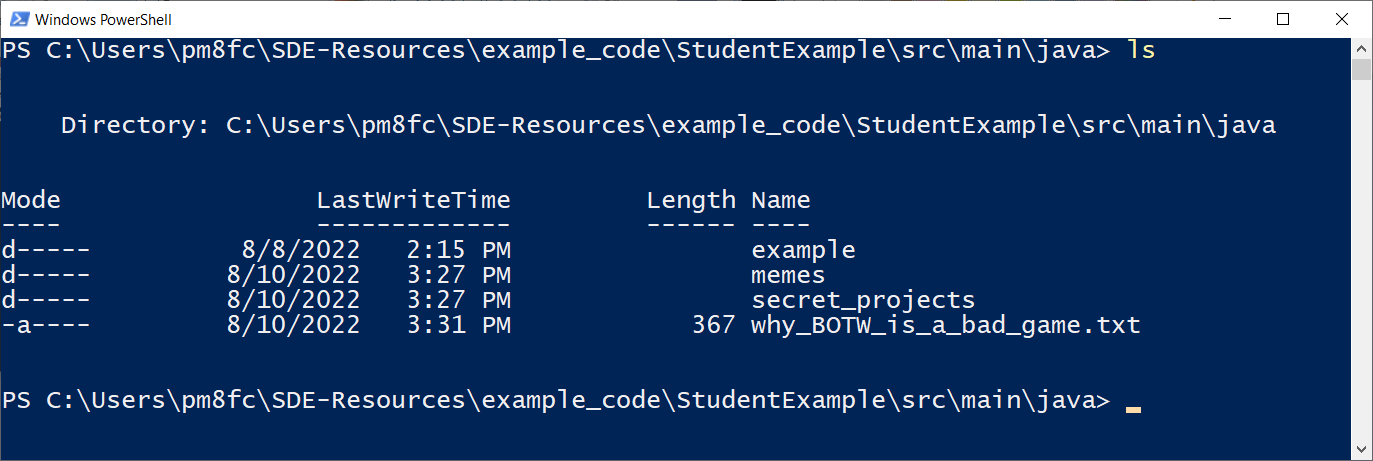 Windows PowerShell
PS C:\Users\pm8fc\SDE-Resources\example_code\StudentExample\src\main\java> ls
Directory: C:\Users\pm8fc\SDE-Resources\example_code\StudentExample\src\main\java
Mode                 LastWriteTime         Length Name
----                 -------------         ------ ----
d-----          8/8/2022   2:15 PM                example
d-----         8/10/2022   3:27 PM                memes
d-----         8/10/2022   3:27 PM                secret_projects
-a----         8/10/2022   3:31 PM            367 why_BOTW_is_a_bad_game.txt
PS C:\Users\pm8fc\SDE-Resources\example_code\StudentExample\src\main\java>